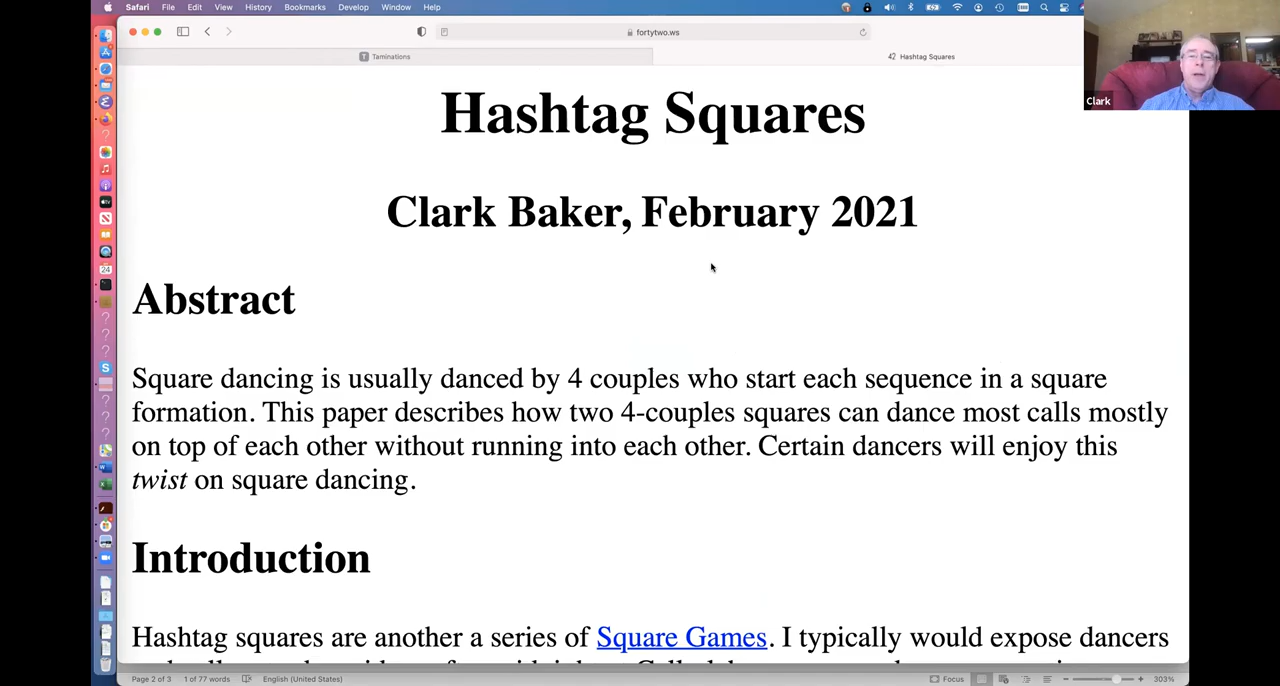 Safari File Edit View History Bookmarks Develop Window Help
fortytwo.ws
T Taminations
42 Hashtag Squares
Clark
Hashtag Squares
Clark Baker, February 2021
Abstract
Square dancing is usually danced by 4 couples who start each sequence in a square
formation. This paper describes how two 4-couples squares can dance most calls mostly
on top of each other without running into each other. Certain dancers will enjoy this
twist on square dancing.
Introduction
Hashtag squares are another a series of Square Games. I typically would expose dancers
Page 2 of 3 1 of 77 words English (United States) Focus 303%